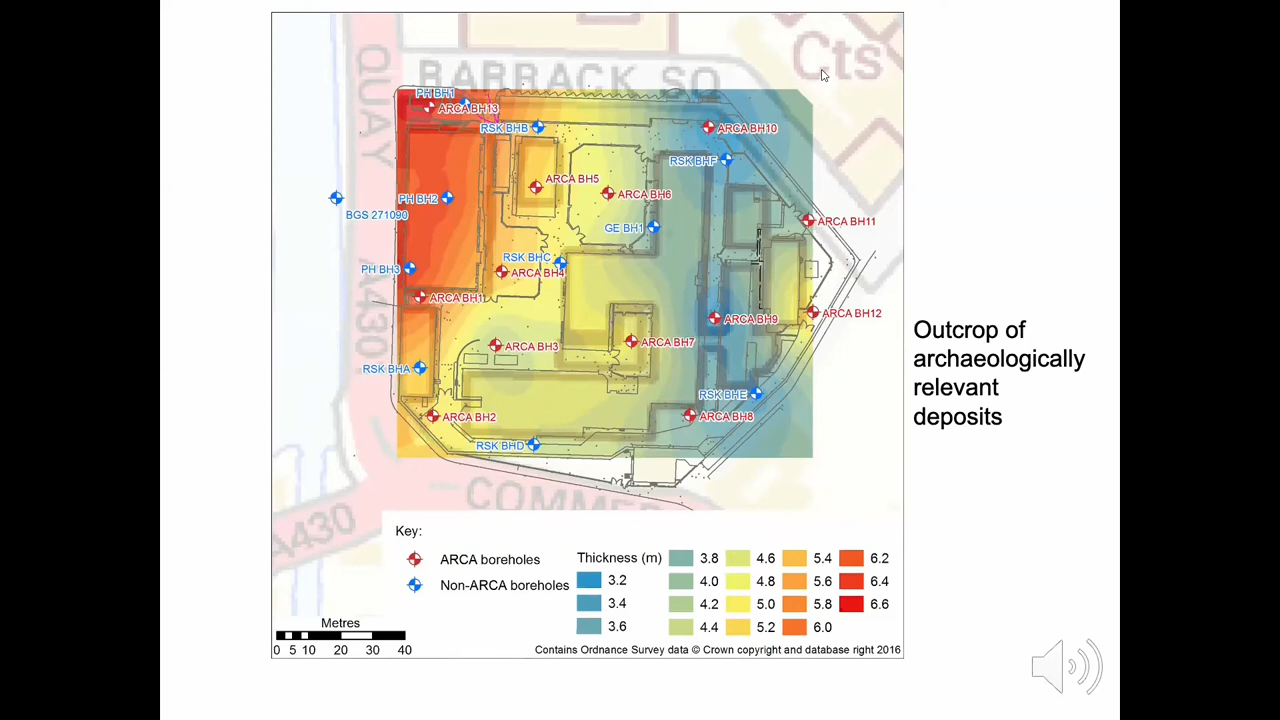 Cts
BARRACK SQ
QUAY
PH BH1
ARCA BH13
RSK BHB
ARCA BH10
RSK BHF
ARCA BH5
ARCA BH6
PH BH2
BGS 271090
ARCA BH11
GE BH1
RSK BHC
PH BH3
ARCA BH4
ARCA BH1
ARCA BH12
ARCA BH9
A430
ARCA BH3
ARCA BH7
RSK BHA
RSK BHE
ARCA BH2
ARCA BH8
RSK BHD
COMME
A430
Outcrop of
archaeologically
relevant
deposits
Key:
ARCA boreholes
Non-ARCA boreholes
Thickness (m)
3.2
3.4
3.6
3.8
4.0
4.2
4.4
4.6
4.8
5.0
5.2
5.4
5.6
5.8
6.0
6.2
6.4
6.6
Metres
0 5 10 20 30 40
Contains Ordnance Survey data © Crown copyright and database right 2016